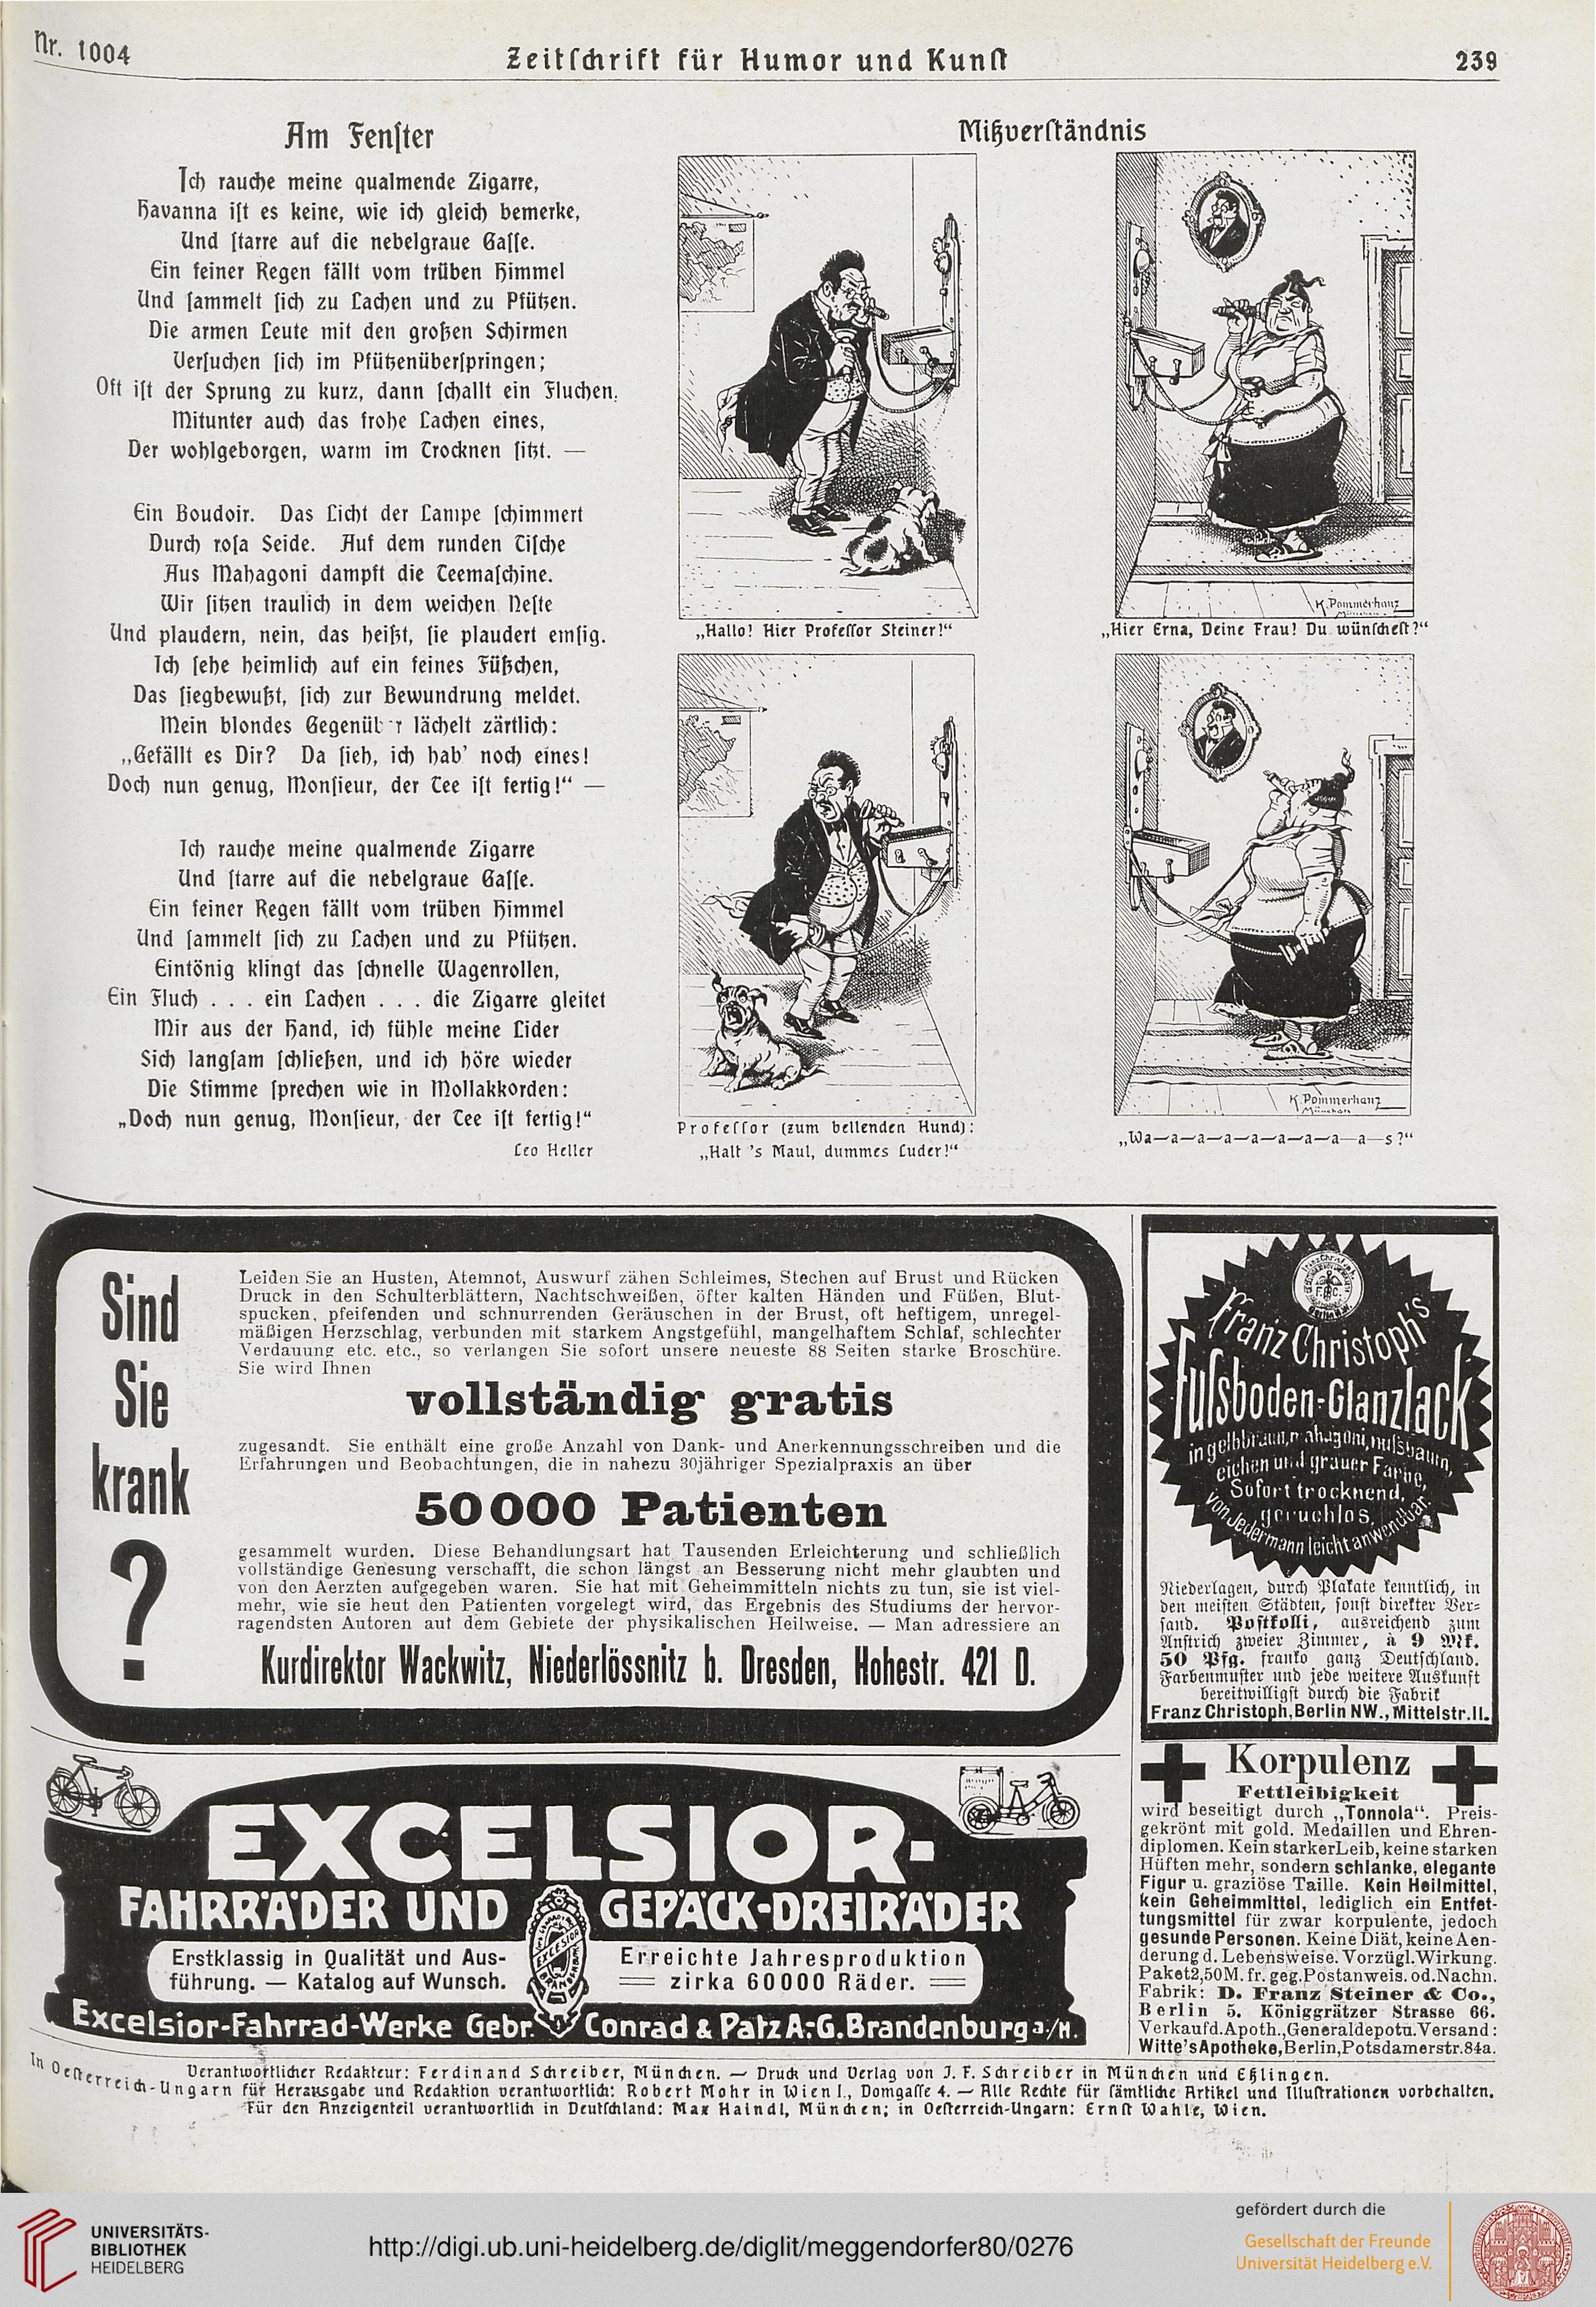 Nr. 1004
Zeitschrift für Humor und Kunst
239
Am Fenster
Ich rauche meine qualmende Zigarre,
Havanna ist es keine, wie ich gleich bemerke,
Und starre auf die nebelgraue Gasse.
Ein feiner Regen fällt vom trüben Himmel
Und sammelt sich zu Lachen und zu Pfützen.
Die armen Leute mit den großen Schirmen
Versuchen sich im Pfützenüberspringen;
Oft ist der Sprung zu kurz, dann schallt ein Fluchen,
Mitunter auch das frohe Lachen eines,
Der wohlgeborgen, warm im Trocknen sitzt. —
Ein Boudoir. Das Licht der Lampe schimmert
Durch rosa Seide. Auf dem runden Tische
Aus Mahagoni dampft die Teemaschine.
Wir sitzen traulich in dem weichen Neste
Und plaudern, nein, das heißt, sie plaudert emsig.
Ich sehe heimlich auf ein feines Füßchen,
Das siegbewußt, sich zur Bewundrung meldet.
Mein blondes Gegenüber lächelt zärtlich:
„Gefällt es Dir? Da sieh, ich hab' noch eines!
Doch nun genug, Monsieur, der Tee ist fertig!“ —
Ich rauche meine qualmende Zigarre
Und starre auf die nebelgraue Gasse.
Ein feiner Regen fällt vom trüben Himmel
Und sammelt sich zu Lachen und zu Pfützen.
Eintönig klingt das schnelle Wagenrollen,
Ein Fluch . . . ein Lachen . . . die Zigarre gleitet
Mir aus der Hand, ich fühle meine Lider
Sich langsam schließen, und ich höre wieder
Die Stimme sprechen wie in Mollakkorden:
„Doch nun genug, Monsieur, der Tee ist fertig!“
Leo Heller
Mißverständnis
K. Pommerhanz
München
„Hallo! Hier Professor Steiner!“
„Hier Erna, Deine Frau! Du wünschest?“
K. Pommerhanz
München
Professor (zum bellenden Hund):
„Halt 's Maul, dummes Luder!“
„Wa—a—a—a—a—a—a—a—a—s?“
Sind
Sie
krank
?
Leiden Sie an Husten, Atemnot, Auswurf zähen Schleimes, Stechen auf Brust und Rücken
Druck in den Schulterblättern, Nachtschweißen, öfter kalten Händen und Füßen, Blut-
spucken, pfeifenden und schnurrenden Geräuschen in der Brust, oft heftigem, unregel-
mäßigen Herzschlag, verbunden mit starkem Angstgefühl, mangelhaftem Schlaf, schlechter
Verdauung etc. etc., so verlangen Sie sofort unsere neueste 88 Seiten starke Broschüre.
Sie wird Ihnen
vollständig gratis
zugesandt. Sie enthält eine große Anzahl von Dank- und Anerkennungsschreiben und die
Erfahrungen und Beobachtungen, die in nahezu 30jähriger Spezialpraxis an über
50000 Patienten
gesammelt wurden. Diese Behandlungsart hat Tausenden Erleichterung und schließlich
vollständige Genesung verschafft, die schon längst an Besserung nicht mehr glaubten und
von den Aerzten aufgegeben waren. Sie hat mit Geheimmitteln nichts zu tun, sie ist viel-
mehr, wie sie heut den Patienten vorgelegt wird, das Ergebnis des Studiums der hervor-
ragendsten Autoren auf dem Gebiete der physikalischen Heilweise. — Man adressiere an
Kurdirektor Wackwitz, Niederlössnitz b. Dresden, Hohestr. 421 D.
Franz Christoph's
Fußsboden-Glanzlack
in gelbbraun, mahagoni, nußbaum,
eichen und grauer Farbe,
Sofort trocknend,
geruchlos,
von Jedermann leicht anwendbar.
Niederlagen, durch Plakate kenntlich, in
den meisten Städten, sonst direkter Ver-
sand. Postkolli, ausreichend zum
Anstrich zweier Zimmer, à 9 Mk.
50 Pfg. franko ganz Deutschland.
Farbenmuster und jede weitere Auskunft
bereitwilligst durch die Fabrik
Franz Christoph, Berlin NW., Mittelstr. II.
EXCELSIOR-
FAHRRÄDER UND GEPÄCK-DREIRÄDER
EXCELSIOR
Erstklassig in Qualität und Aus-
führung. — Katalog auf Wunsch.
Erreichte Jahresproduktion
zirka 60000 Räder.
Excelsior-Fahrrad-Werke Gebr. Conrad & Patz A.-G. Brandenburg a./H.
Korpulenz
Fettleibigkeit
wird beseitigt durch „Tonnola“. Preis-
gekrönt mit gold. Medaillen und Ehren-
diplomen. Kein starker Leib, keine starken
Hüften mehr, sondern schlanke, elegante
Figur u. graziöse Taille. Kein Heilmittel,
kein Geheimmittel, lediglich ein Entfet-
tungsmittel für zwar korpulente, jedoch
gesunde Personen. Keine Diät, keine Aen-
derung d. Lebensweise. Vorzügl. Wirkung.
Paket 2,50 M. fr. geg. Postanweis. od. Nachn.
Fabrik: D. Franz Steiner & Co.,
Berlin 5. Königgrätzer Strasse 66.
Verkauf d. Apoth., Generaldepot u. Versand:
Witte's Apotheke, Berlin, Potsdamerstr. 84a.
Verantwortlicher Redakteur: Ferdinand Schreiber, München. — Druck und Verlag von J. F. Schreiber in München und Eßlingen.
In Oesterreich-Ungarn für Herausgabe und Redaktion verantwortlich: Robert Mohr in Wien I., Domgasse 4. — Alle Rechte für sämtliche Artikel und Illustrationen vorbehalten.
Für den Anzeigenteil verantwortlich in Deutschland: Max Haindl, München; in Oesterreich-Ungarn: Ernst Wahle, Wien.
UNIVERSITÄTS-
BIBLIOTHEK
HEIDELBERG
http://digi.ub.uni-heidelberg.de/diglit/meggendorfer80/0276
gefördert durch die
Gesellschaft der Freunde
Universität Heidelberg e.V.